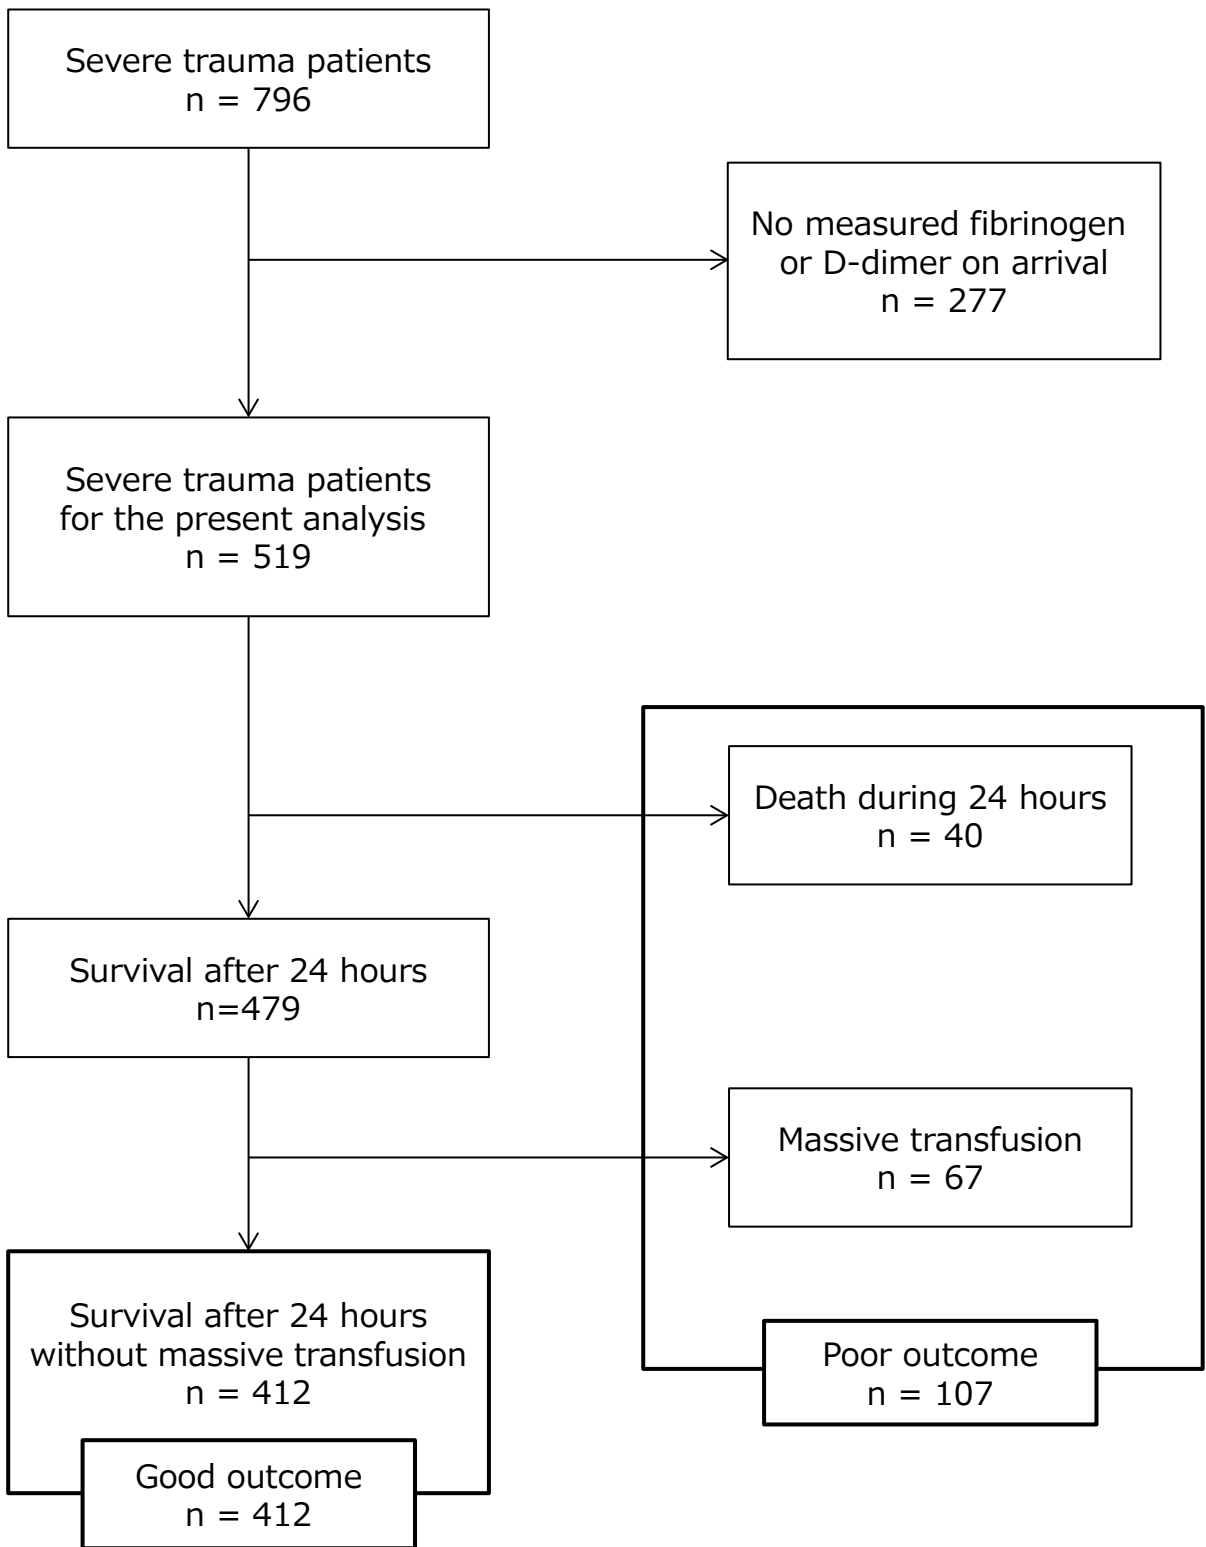 Severe trauma patients
n = 796
No measured fibrinogen
or D-dimer on arrival
n = 277
Severe trauma patients
for the present analysis
n = 519
Death during 24 hours
n = 40
Survival after 24 hours
n=479
Massive transfusion
n = 67
Survival after 24 hours
without massive transfusion
n = 412
Poor outcome
n = 107
Good outcome
n = 412